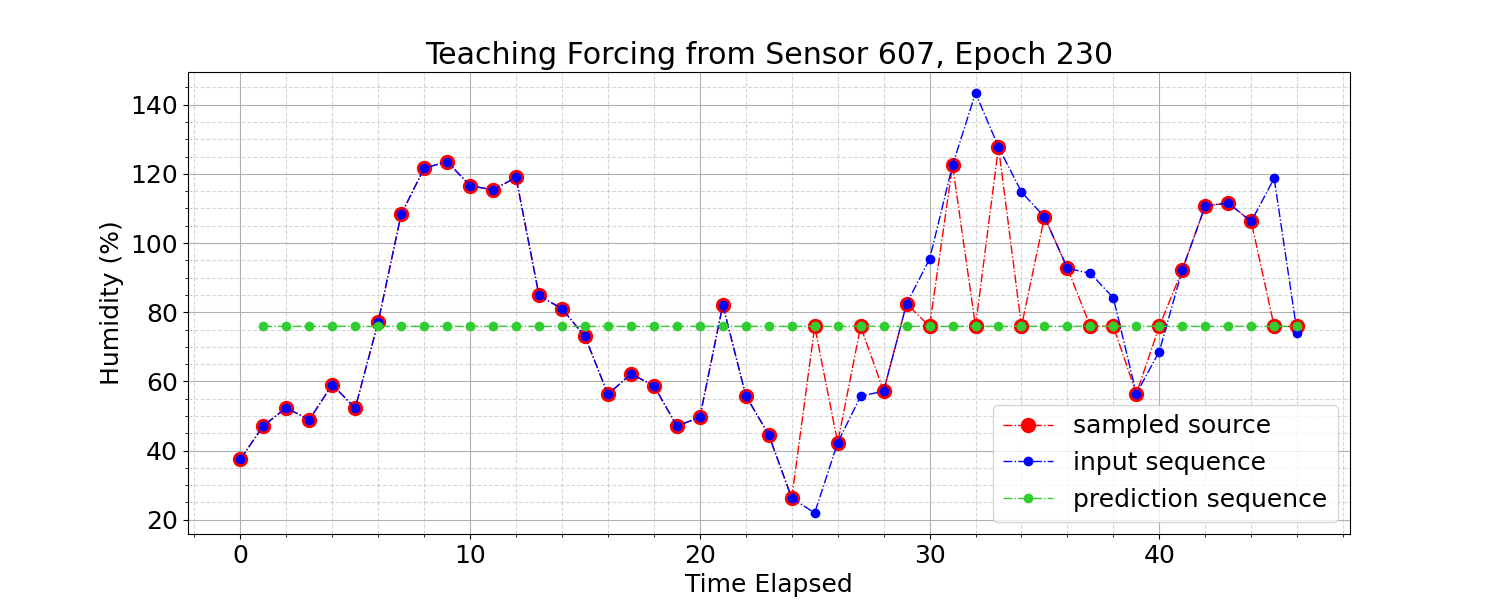 Teaching Forcing from Sensor 607, Epoch 230
Humidity (%)
140
120
100
80
60
40
20
sampled source
input sequence
prediction sequence
0 10 20 30 40
Time Elapsed